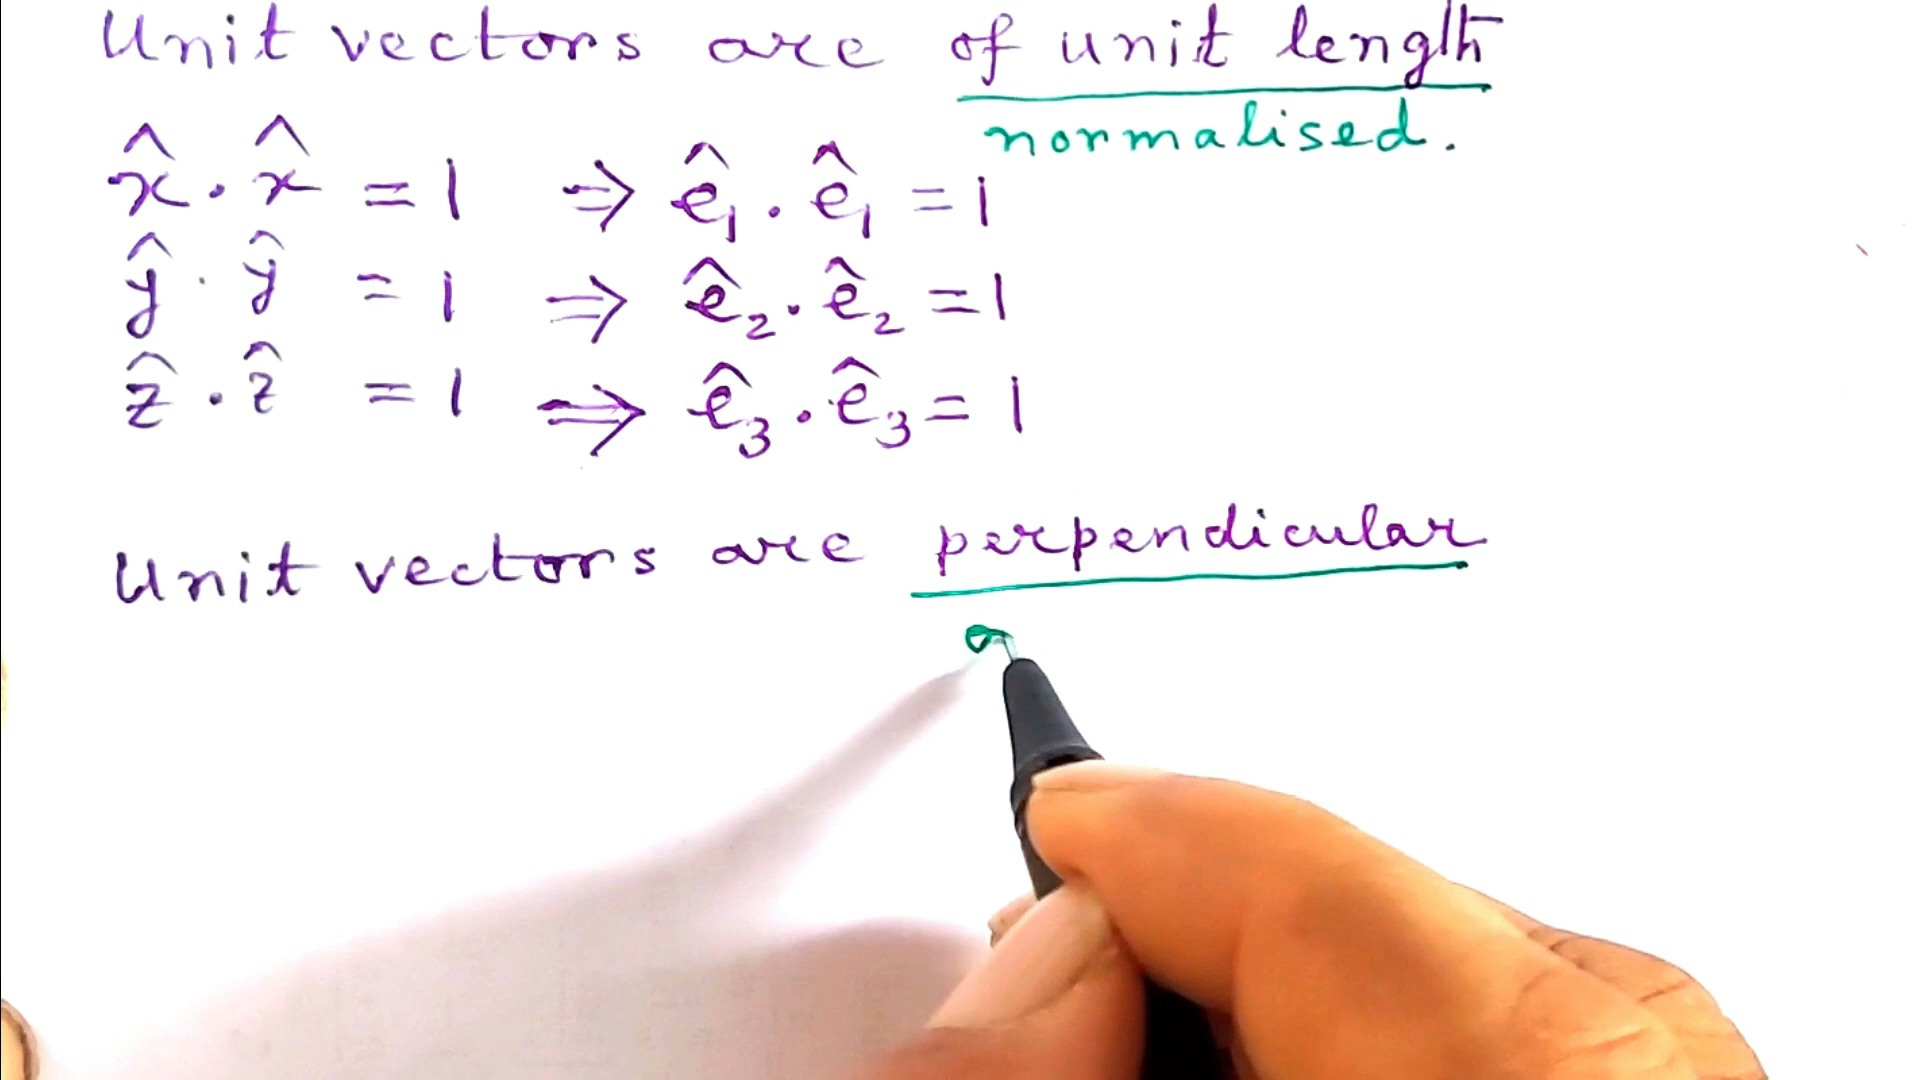 Unit vectors are of unit length
normalised.
x̂ . x̂ = 1 ⇒ ê₁ . ê₁ = 1
ŷ . ŷ = 1 ⇒ ê₂ . ê₂ = 1
ẑ . ẑ = 1 ⇒ ê₃ . ê₃ = 1
Unit vectors are perpendicular